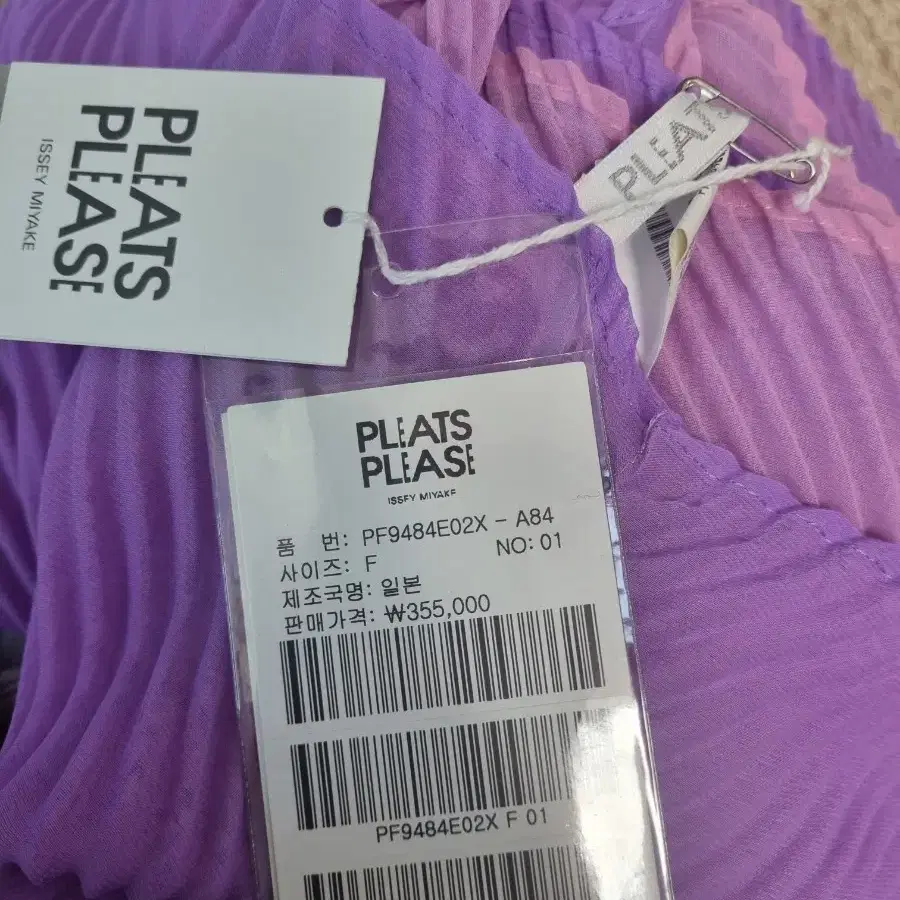 PLEATS
PLEASE
ISSEY MIYAKE
PLEATS
PLEATS
PLEASE
ISSEY MIYAKE
품 번: PF9484E02X - A84
사이즈: F NO: 01
제조국명: 일본
판매가격: ₩355,000
PF9484E02X F 01